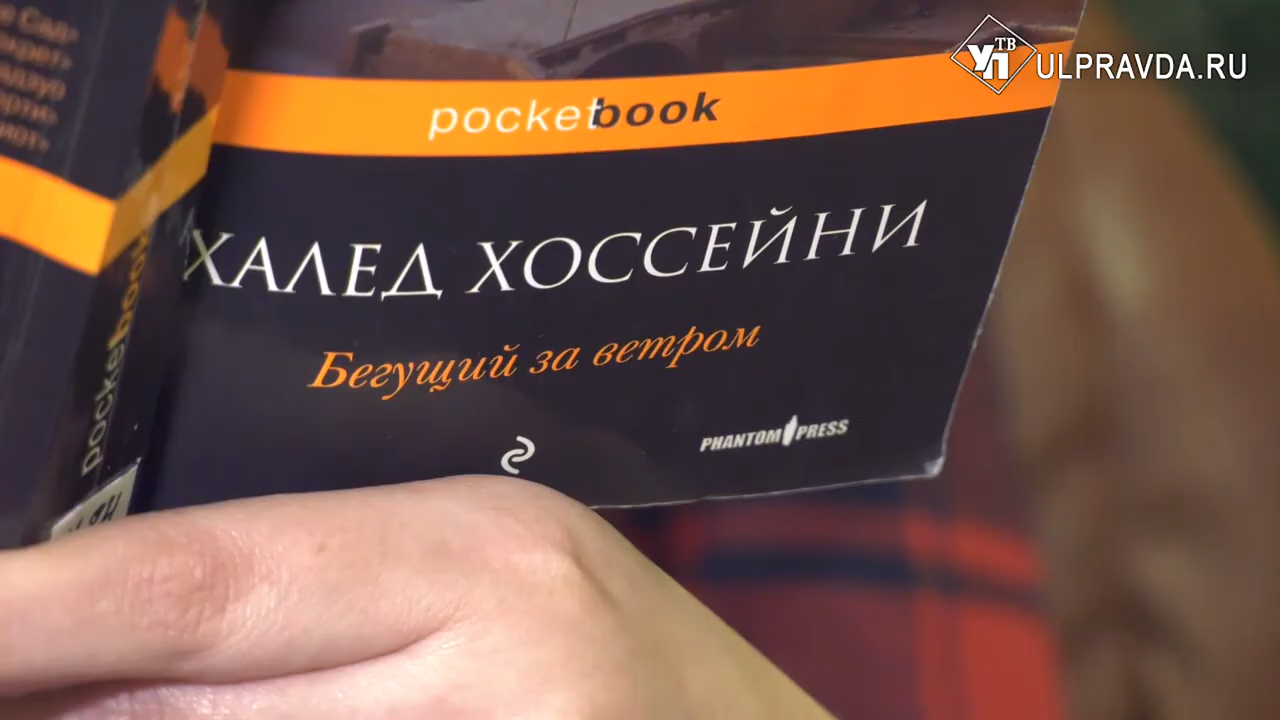 УП ТВ ULPRAVDA.RU
pocketbook
ХАЛЕД ХОССЕЙНИ
Бегущий за ветром
PHANTOM PRESS
pocketbook